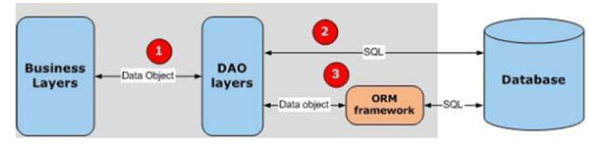 Business
Layers
1
Data Object
DAO
layers
2
SQL
3
Data object
ORM
framework
SQL
Database